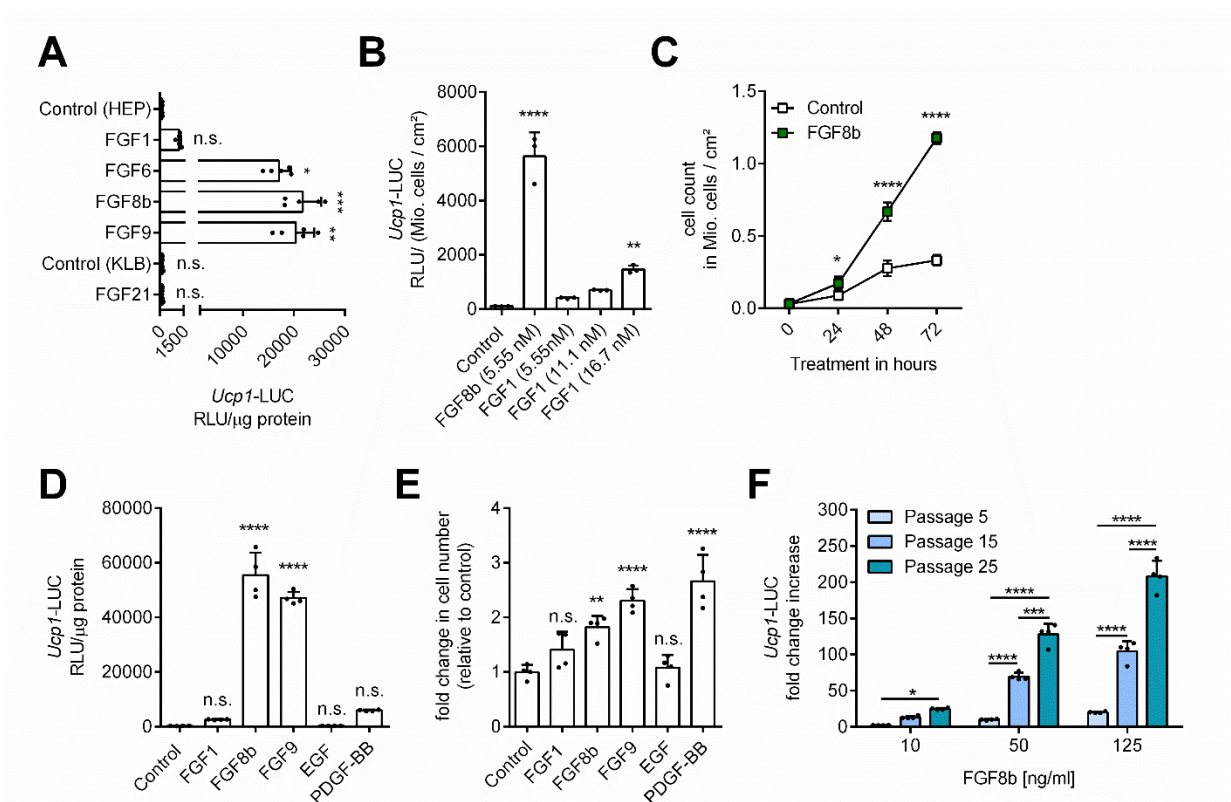 A
Control (HEP)
FGF1
n.s.
FGF6
*
FGF8b
***
FGF9
**
Control (KLB)
n.s.
FGF21
n.s.
0
1500
10000
20000
30000
Ucp1-LUC
RLU/µg protein
B
Ucp1-LUC
RLU/ (Mio. cells / cm²)
8000
6000
4000
2000
0
****
**
Control
FGF8b (5.55 nM)
FGF1 (5.55nM)
FGF1 (11.1 nM)
FGF1 (16.7 nM)
C
cell count
in Mio. cells / cm²
1.5
1.0
0.5
0.0
Control
FGF8b
*
****
****
0
24
48
72
Treatment in hours
D
Ucp1-LUC
RLU/µg protein
80000
60000
40000
20000
0
n.s.
****
****
n.s.
n.s.
Control
FGF1
FGF8b
FGF9
EGF
PDGF-BB
E
fold change in cell number
(relative to control)
4
3
2
1
0
n.s.
**
****
n.s.
****
Control
FGF1
FGF8b
FGF9
EGF
PDGF-BB
F
Ucp1-LUC
fold change increase
300
250
200
150
100
50
0
Passage 5
Passage 15
Passage 25
*
****
***
****
****
****
****
10
50
125
FGF8b [ng/ml]